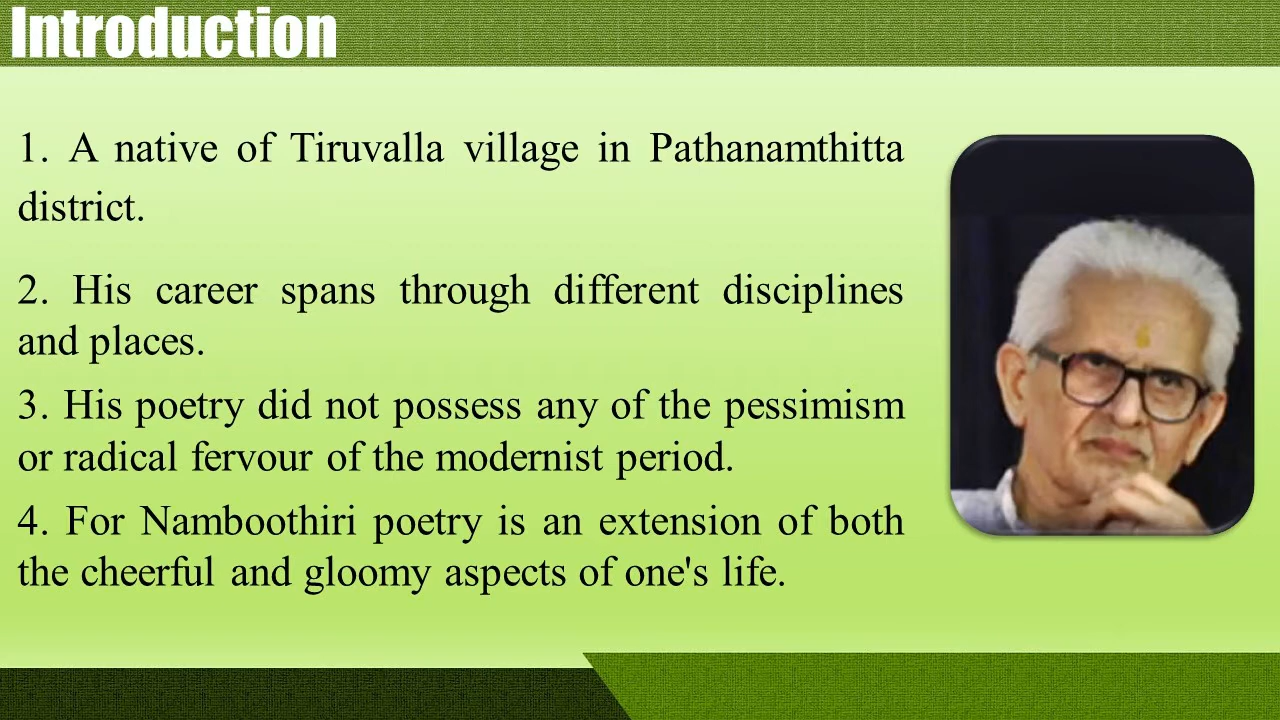 Introduction
1. A native of Tiruvalla village in Pathanamthitta
district.
2. His career spans through different disciplines
and places.
3. His poetry did not possess any of the pessimism
or radical fervour of the modernist period.
4. For Namboothiri poetry is an extension of both
the cheerful and gloomy aspects of one's life.